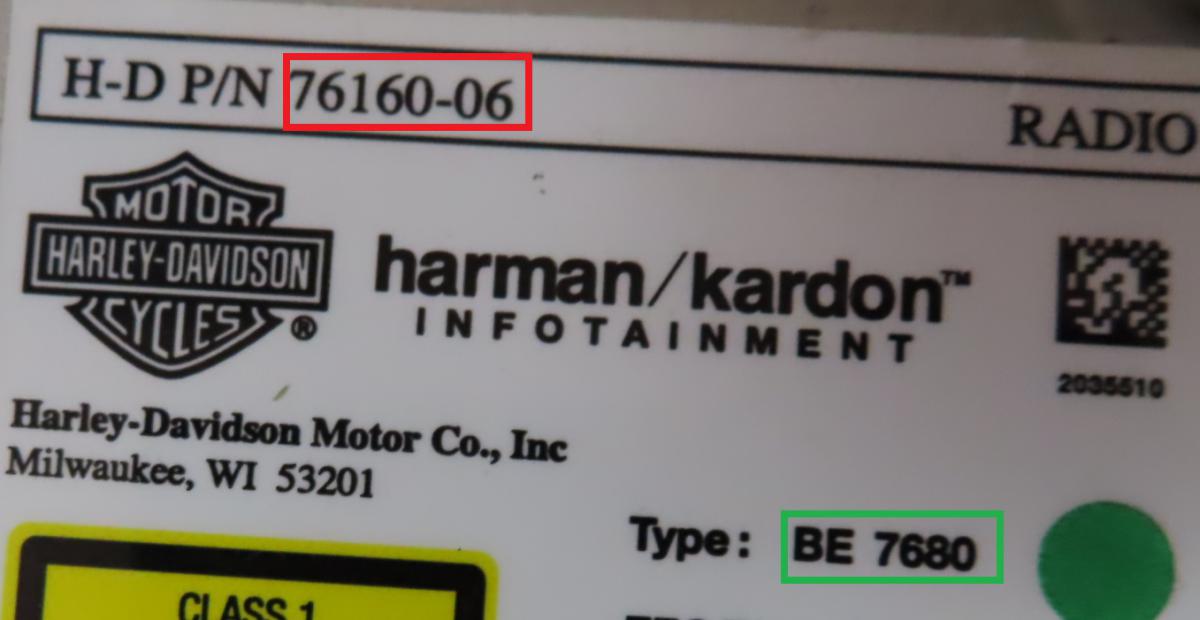 H-D P/N 76160-06 RADIO
MOTOR
HARLEY-DAVIDSON
CYCLES®
harman/kardon™
INFOTAINMENT
2035510
Harley-Davidson Motor Co., Inc
Milwaukee, WI 53201
Type: BE 7680
CLASS 1